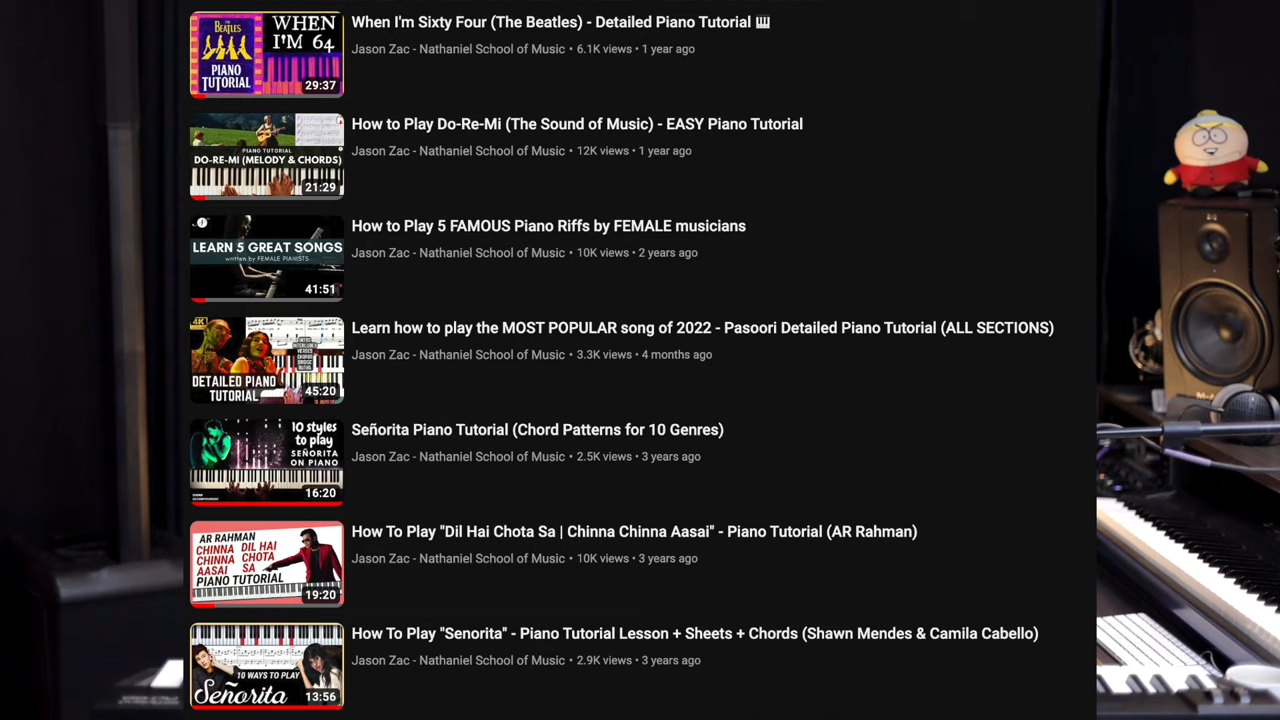 THE
BEATLES
PIANO
TUTORIAL
WHEN
I'M 64
29:37
When I'm Sixty Four (The Beatles) - Detailed Piano Tutorial
Jason Zac - Nathaniel School of Music • 6.1K views • 1 year ago
PIANO TUTORIAL
DO-RE-MI (MELODY & CHORDS)
21:29
How to Play Do-Re-Mi (The Sound of Music) - EASY Piano Tutorial
Jason Zac - Nathaniel School of Music • 12K views • 1 year ago
LEARN 5 GREAT SONGS
written by FEMALE PIANISTS
41:51
How to Play 5 FAMOUS Piano Riffs by FEMALE musicians
Jason Zac - Nathaniel School of Music • 10K views • 2 years ago
4K
DETAILED PIANO
TUTORIAL
45:20
Learn how to play the MOST POPULAR song of 2022 - Pasoori Detailed Piano Tutorial (ALL SECTIONS)
Jason Zac - Nathaniel School of Music • 3.3K views • 4 months ago
10 styles
to play
SEÑORITA
ON PIANO
16:20
Señorita Piano Tutorial (Chord Patterns for 10 Genres)
Jason Zac - Nathaniel School of Music • 2.5K views • 3 years ago
AR RAHMAN
CHINNA DIL HAI
CHINNA CHOTA
AASAI SA
PIANO TUTORIAL
19:20
How To Play "Dil Hai Chota Sa | Chinna Chinna Aasai" - Piano Tutorial (AR Rahman)
Jason Zac - Nathaniel School of Music • 10K views • 3 years ago
10 WAYS TO PLAY
Señorita
13:56
How To Play "Senorita" - Piano Tutorial Lesson + Sheets + Chords (Shawn Mendes & Camila Cabello)
Jason Zac - Nathaniel School of Music • 2.9K views • 3 years ago